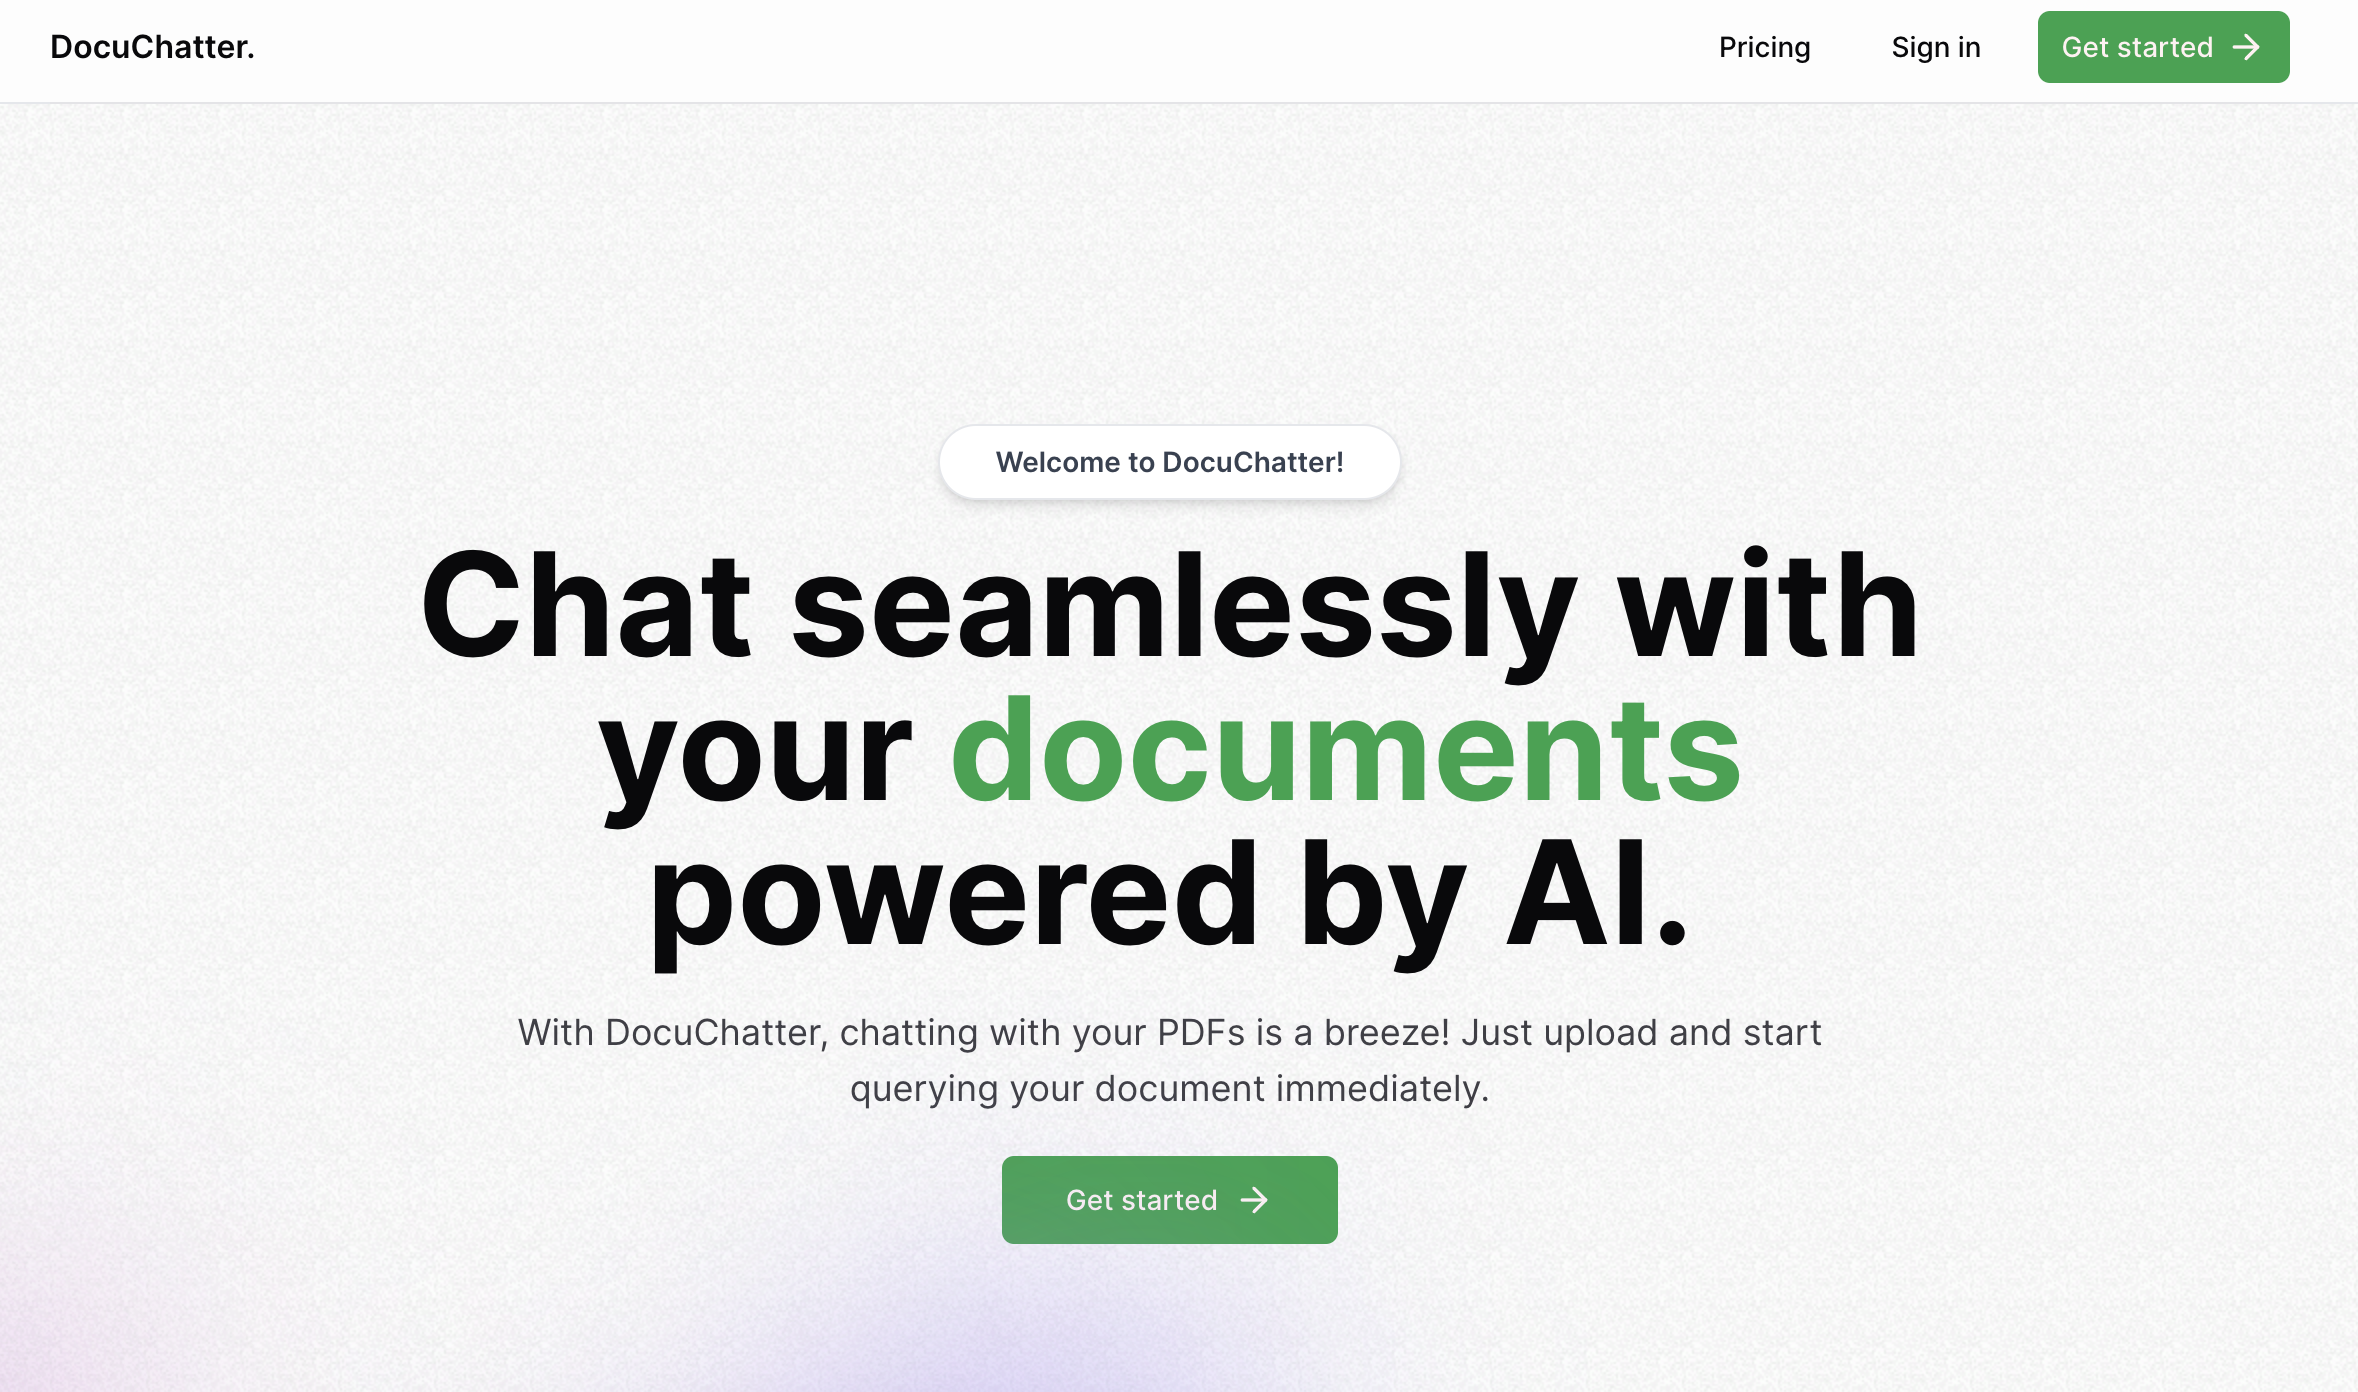 DocuChatter.
Pricing
Sign in
Get started
Welcome to DocuChatter!
Chat seamlessly with
your documents
powered by AI.
With DocuChatter, chatting with your PDFs is a breeze! Just upload and start
querying your document immediately.
Get started